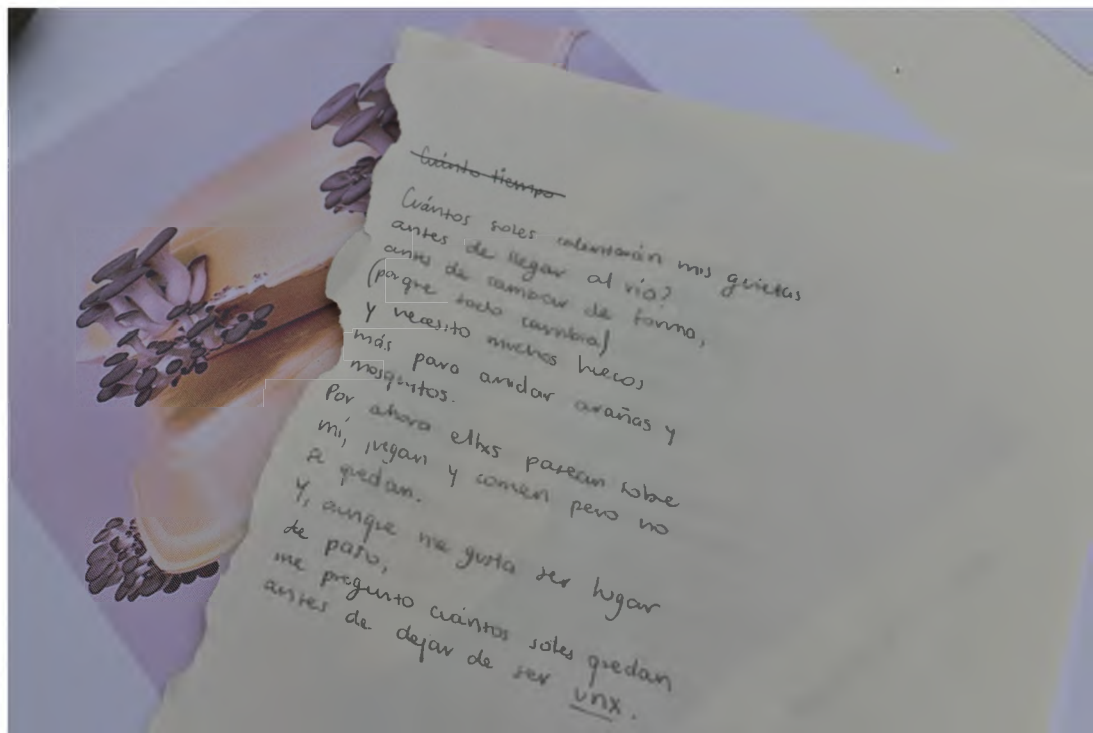 Cuánto tiempo
Cuántos soles calentarán mis grietas
antes de llegar al río?
antes de cambiar de forma,
(porque todo cambia)
Y necesito muchos huecos
más para anidar arañas y
mosquitos.
Por ahora ellxs pasean sobre
mí, juegan y comen pero no
se quedan.
Y, aunque me gusta ser lugar
de paso,
me pregunto cuántos soles quedan
antes de dejar de ser unx.